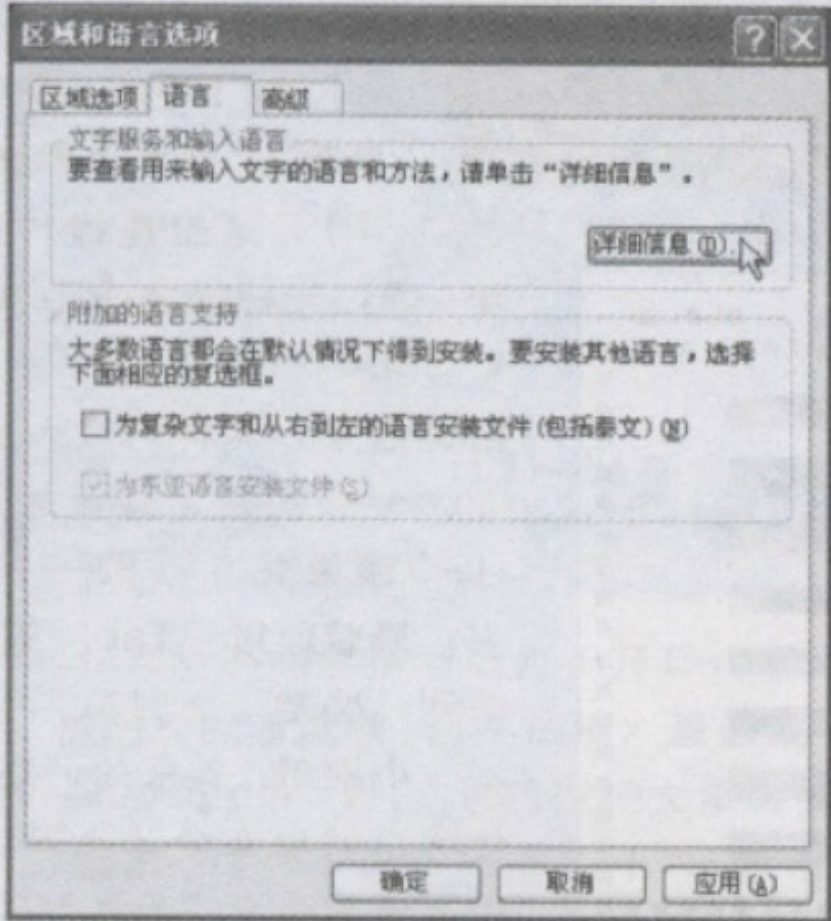 区域和语言选项
区域选项 语言 高级
文字服务和输入语言
要查看用来输入文字的语言和方法，请单击“详细信息”。
详细信息(D)..
附加的语言支持
大多数语言都会在默认情况下得到安装。要安装其他语言，选择
下面相应的复选框。
为复杂文字和从右到左的语言安装文件(包括泰文)(M)
为东亚语言安装文件(S)
确定 取消 应用(A)